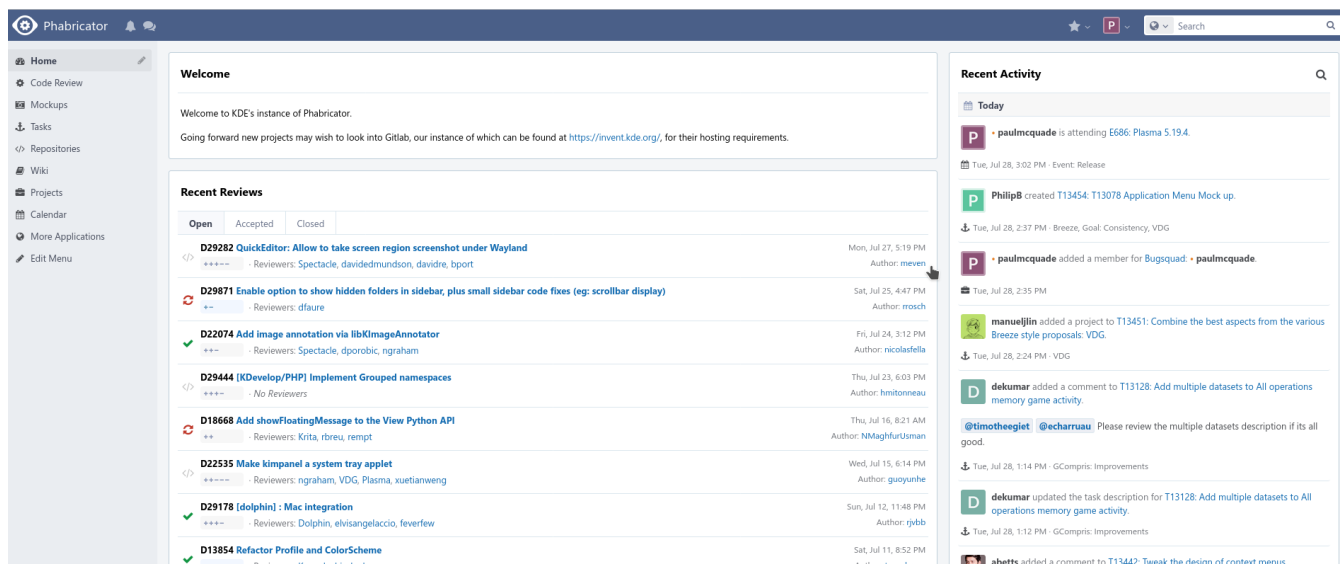 Phabricator
P
Search
Home
Code Review
Mockups
Tasks
Repositories
Wiki
Projects
Calendar
More Applications
Edit Menu
Welcome
Welcome to KDE's instance of Phabricator.
Going forward new projects may wish to look into Gitlab, our instance of which can be found at https://invent.kde.org/, for their hosting requirements.
Recent Reviews
Open Accepted Closed
D29282 QuickEditor: Allow to take screen region screenshot under Wayland Mon, Jul 27, 5:19 PM
+++-- · Reviewers: Spectacle, davidedmundson, davidre, bport Author: meven
D29871 Enable option to show hidden folders in sidebar, plus small sidebar code fixes (eg: scrollbar display) Sat, Jul 25, 4:47 PM
+- · Reviewers: dfaure Author: rrosch
D22074 Add image annotation via libKImageAnnotator Fri, Jul 24, 3:12 PM
++- · Reviewers: Spectacle, dporobic, ngraham Author: nicolasfella
D29444 [KDevelop/PHP] Implement Grouped namespaces Thu, Jul 23, 6:03 PM
+++- · No Reviewers Author: hmitonneau
D18668 Add showFloatingMessage to the View Python API Thu, Jul 16, 8:21 AM
++ · Reviewers: Krita, rbreu, rempt Author: NMaghfurUsman
D22535 Make kimpanel a system tray applet Wed, Jul 15, 6:14 PM
++--- · Reviewers: ngraham, VDG, Plasma, xuetianweng Author: guoyunhe
D29178 [dolphin] : Mac integration Sun, Jul 12, 11:48 PM
+++- · Reviewers: Dolphin, elvisangelaccio, feverfew Author: rjvbb
D13854 Refactor Profile and ColorScheme Sat, Jul 11, 8:52 PM
Recent Activity
Today
P
• paulmcquade is attending E686: Plasma 5.19.4.
Tue, Jul 28, 3:02 PM · Event: Release
P
PhilipB created T13454: T13078 Application Menu Mock up.
Tue, Jul 28, 2:37 PM · Breeze, Goal: Consistency, VDG
P
• paulmcquade added a member for Bugsquad: • paulmcquade.
Tue, Jul 28, 2:35 PM
manueljlin added a project to T13451: Combine the best aspects from the various
Breeze style proposals: VDG.
Tue, Jul 28, 2:24 PM · VDG
D
dekumar added a comment to T13128: Add multiple datasets to All operations
memory game activity.
@timotheegiet @echarruau Please review the multiple datasets description if its all
good.
Tue, Jul 28, 1:14 PM · GCompris: Improvements
D
dekumar updated the task description for T13128: Add multiple datasets to All
operations memory game activity.
Tue, Jul 28, 1:12 PM · GCompris: Improvements
abetts added a comment to T13442: Tweak the design of context menus